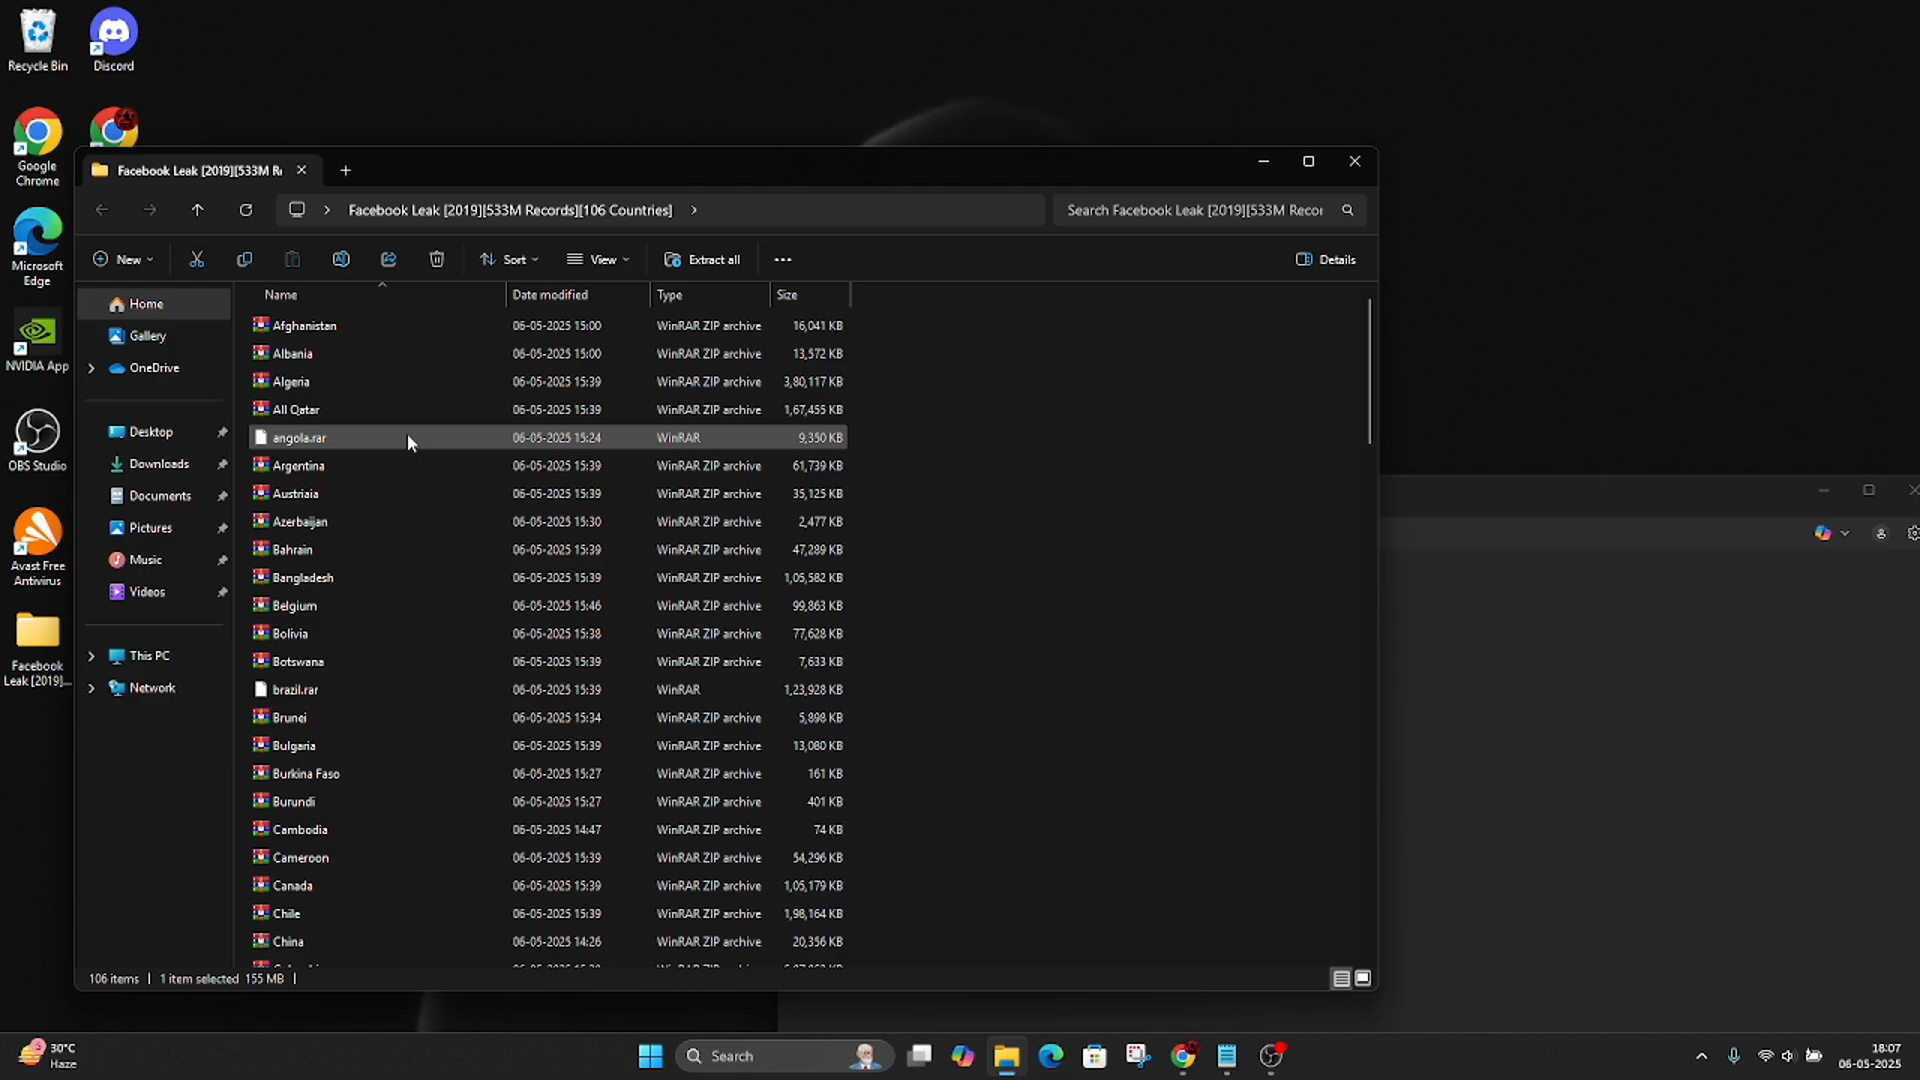 Recycle Bin
Discord
Google
Chrome
Microsoft
Edge
NVIDIA App
OBS Studio
Avast Free
Antivirus
Facebook
Leak [2019]...
Facebook Leak [2019][533M R
Facebook Leak [2019][533M Records][106 Countries]
Search Facebook Leak [2019][533M Recor
New
Sort
View
Extract all
Details
Home
Gallery
OneDrive
Desktop
Downloads
Documents
Pictures
Music
Videos
This PC
Network
Name Date modified Type Size
Afghanistan 06-05-2025 15:00 WinRAR ZIP archive 16,041 KB
Albania 06-05-2025 15:00 WinRAR ZIP archive 13,572 KB
Algeria 06-05-2025 15:39 WinRAR ZIP archive 3,80,117 KB
All Qatar 06-05-2025 15:39 WinRAR ZIP archive 1,67,455 KB
angola.rar 06-05-2025 15:24 WinRAR 9,350 KB
Argentina 06-05-2025 15:39 WinRAR ZIP archive 61,739 KB
Austriaia 06-05-2025 15:39 WinRAR ZIP archive 35,125 KB
Azerbaijan 06-05-2025 15:30 WinRAR ZIP archive 2,477 KB
Bahrain 06-05-2025 15:39 WinRAR ZIP archive 47,289 KB
Bangladesh 06-05-2025 15:39 WinRAR ZIP archive 1,05,582 KB
Belgium 06-05-2025 15:46 WinRAR ZIP archive 99,863 KB
Bolivia 06-05-2025 15:38 WinRAR ZIP archive 77,628 KB
Botswana 06-05-2025 15:39 WinRAR ZIP archive 7,633 KB
brazil.rar 06-05-2025 15:39 WinRAR 1,23,928 KB
Brunei 06-05-2025 15:34 WinRAR ZIP archive 5,898 KB
Bulgaria 06-05-2025 15:39 WinRAR ZIP archive 13,080 KB
Burkina Faso 06-05-2025 15:27 WinRAR ZIP archive 161 KB
Burundi 06-05-2025 15:27 WinRAR ZIP archive 401 KB
Cambodia 06-05-2025 14:47 WinRAR ZIP archive 74 KB
Cameroon 06-05-2025 15:39 WinRAR ZIP archive 54,296 KB
Canada 06-05-2025 15:39 WinRAR ZIP archive 1,05,179 KB
Chile 06-05-2025 15:39 WinRAR ZIP archive 1,98,164 KB
China 06-05-2025 14:26 WinRAR ZIP archive 20,356 KB
106 items 1 item selected 155 MB
30°C
Haze
Search
18:07
06-05-2025